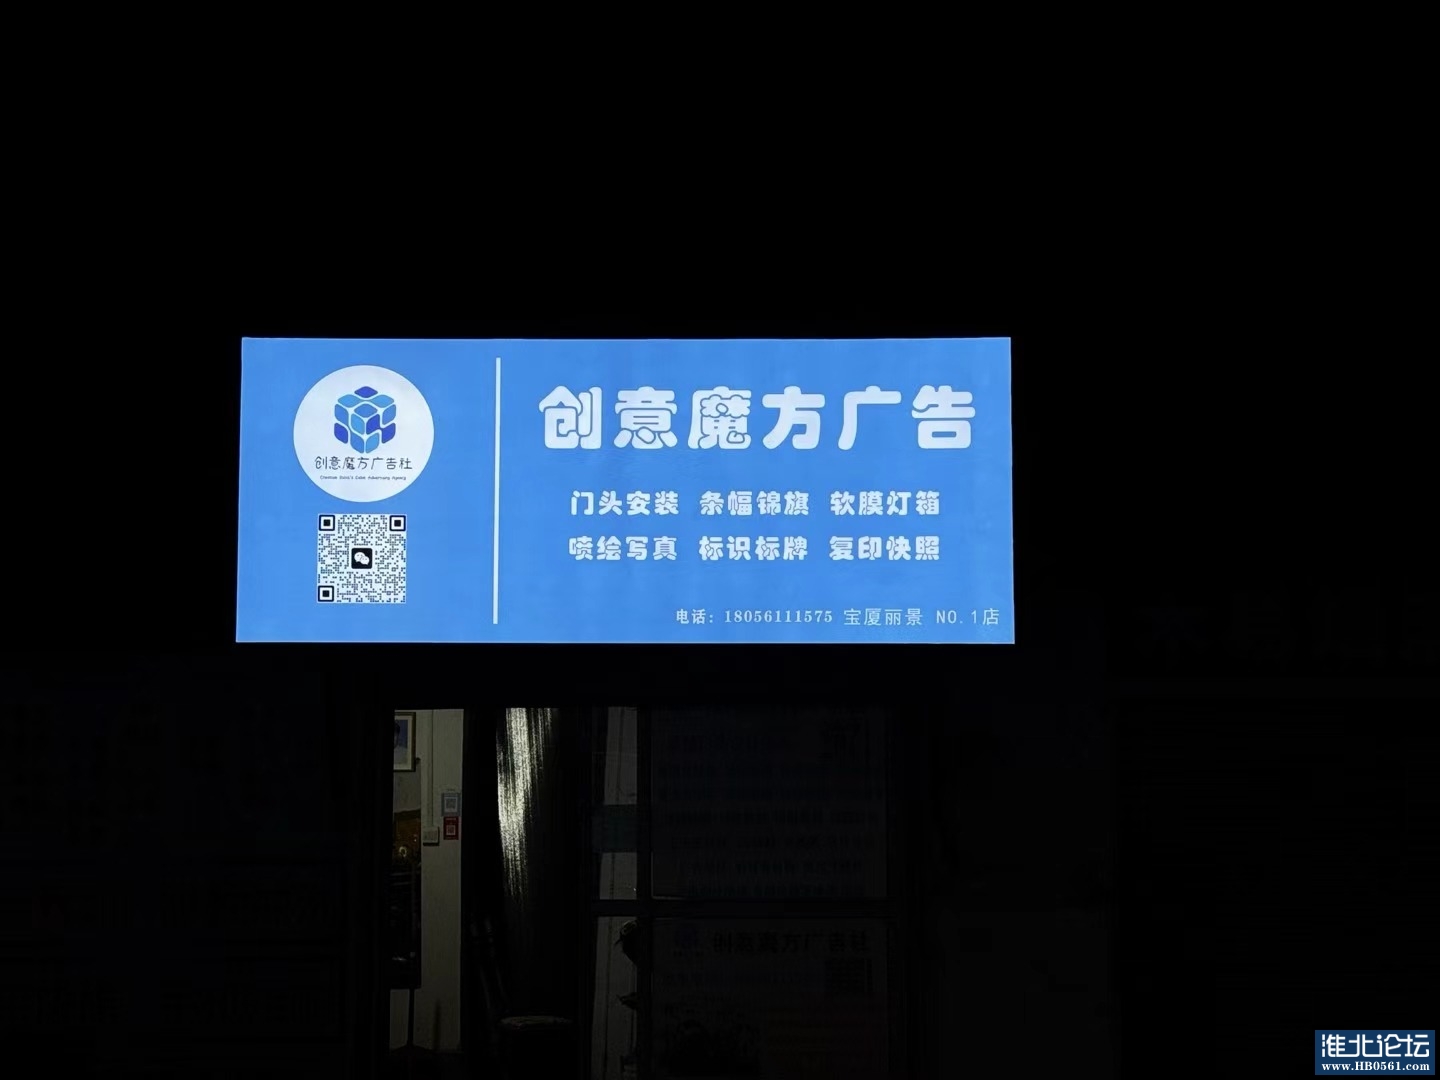 创意魔方广告社
创意魔方广告
门头安装 条幅锦旗 软膜灯箱
喷绘写真 标识标牌 复印快照
电话：18056111575 宝厦丽景 NO.1店
创意魔方广告社
淮北论坛
www.HB0561.com